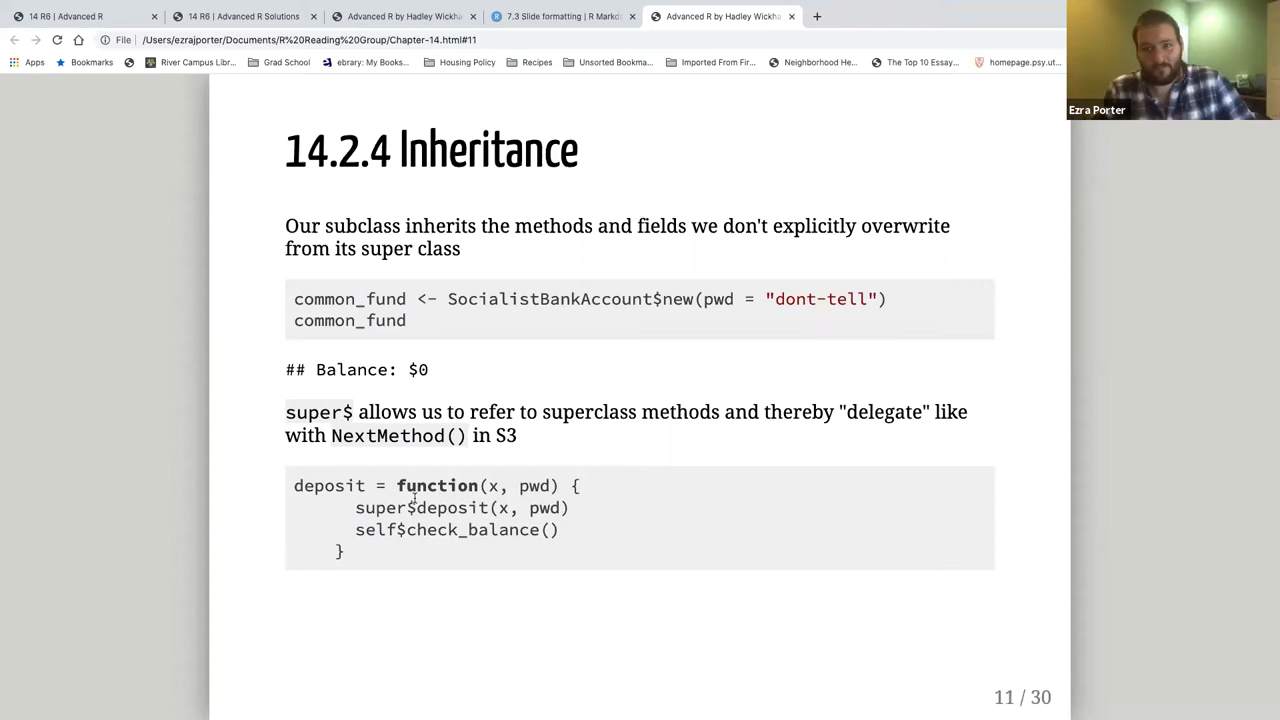 14 R6 | Advanced R
14 R6 | Advanced R Solutions
Advanced R by Hadley Wickha
7.3 Slide formatting | R Markd
Advanced R by Hadley Wickha
File | /Users/ezrajporter/Documents/R%20Reading%20Group/Chapter-14.html#11
Apps
Bookmarks
River Campus Libr...
Grad School
ebrary: My Books...
Housing Policy
Recipes
Unsorted Bookma...
Imported From Fir...
Neighborhood He...
The Top 10 Essay...
homepage.psy.ut...
Ezra Porter
14.2.4 Inheritance
Our subclass inherits the methods and fields we don't explicitly overwrite
from its super class
common_fund <- SocialistBankAccount$new(pwd = "dont-tell")
common_fund
## Balance: $0
super$ allows us to refer to superclass methods and thereby "delegate" like
with NextMethod() in S3
deposit = function(x, pwd) {
super$deposit(x, pwd)
self$check_balance()
}
11 / 30